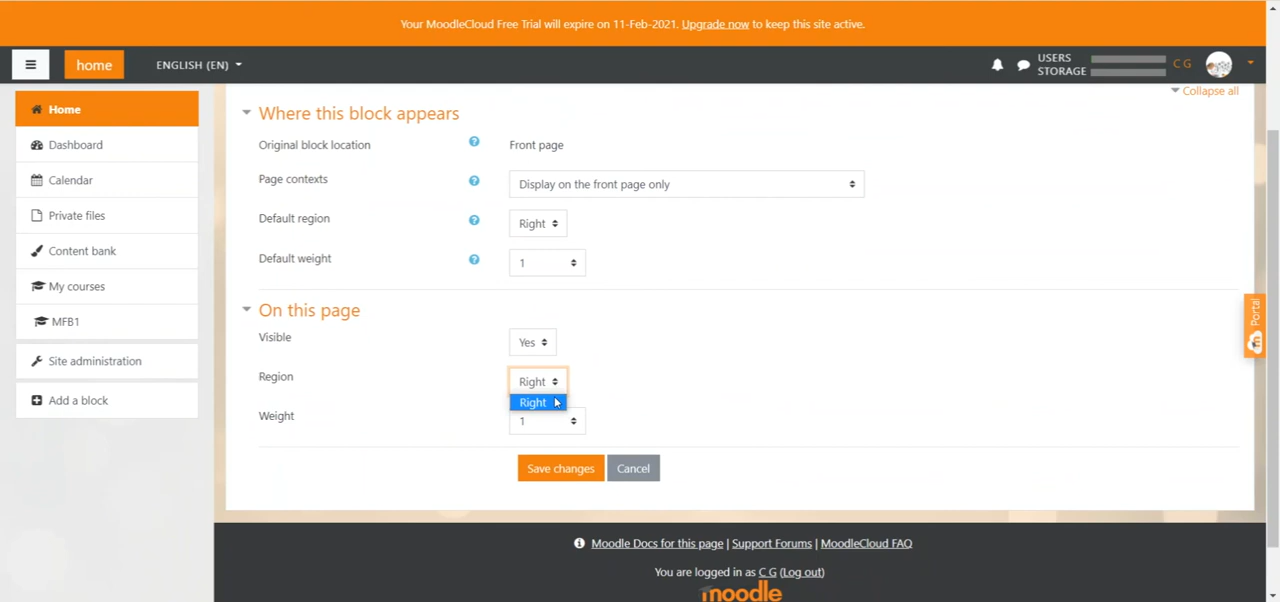 Your MoodleCloud Free Trial will expire on 11-Feb-2021. Upgrade now to keep this site active.
home
ENGLISH (EN)
USERS
STORAGE
C G
Home
Dashboard
Calendar
Private files
Content bank
My courses
MFB1
Site administration
Add a block
Collapse all
Where this block appears
Original block location
Front page
Page contexts
Display on the front page only
Default region
Right
Default weight
1
On this page
Visible
Yes
Region
Right
Right
Weight
1
Save changes
Cancel
Portal
Moodle Docs for this page | Support Forums | MoodleCloud FAQ
You are logged in as C G (Log out)
moodle